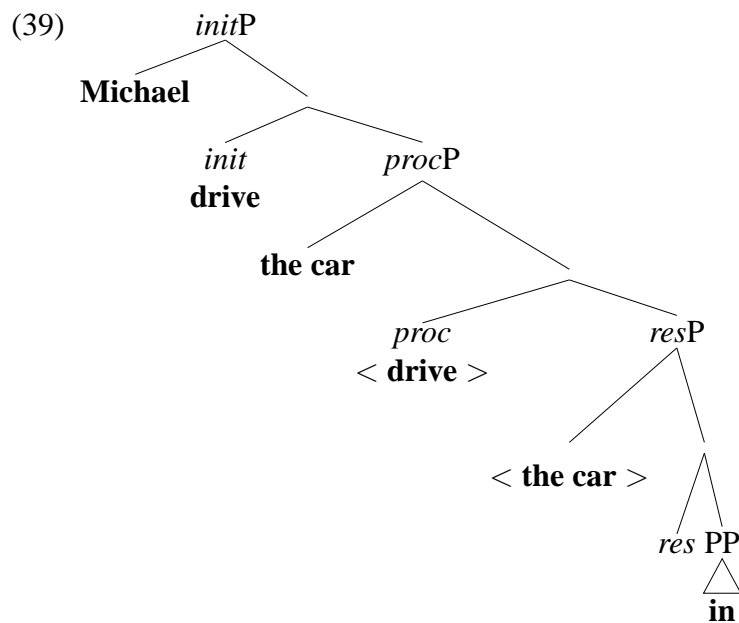 (39) initP
Michael
init procP
drive
the car
proc resP
< drive >
< the car >
res PP
in